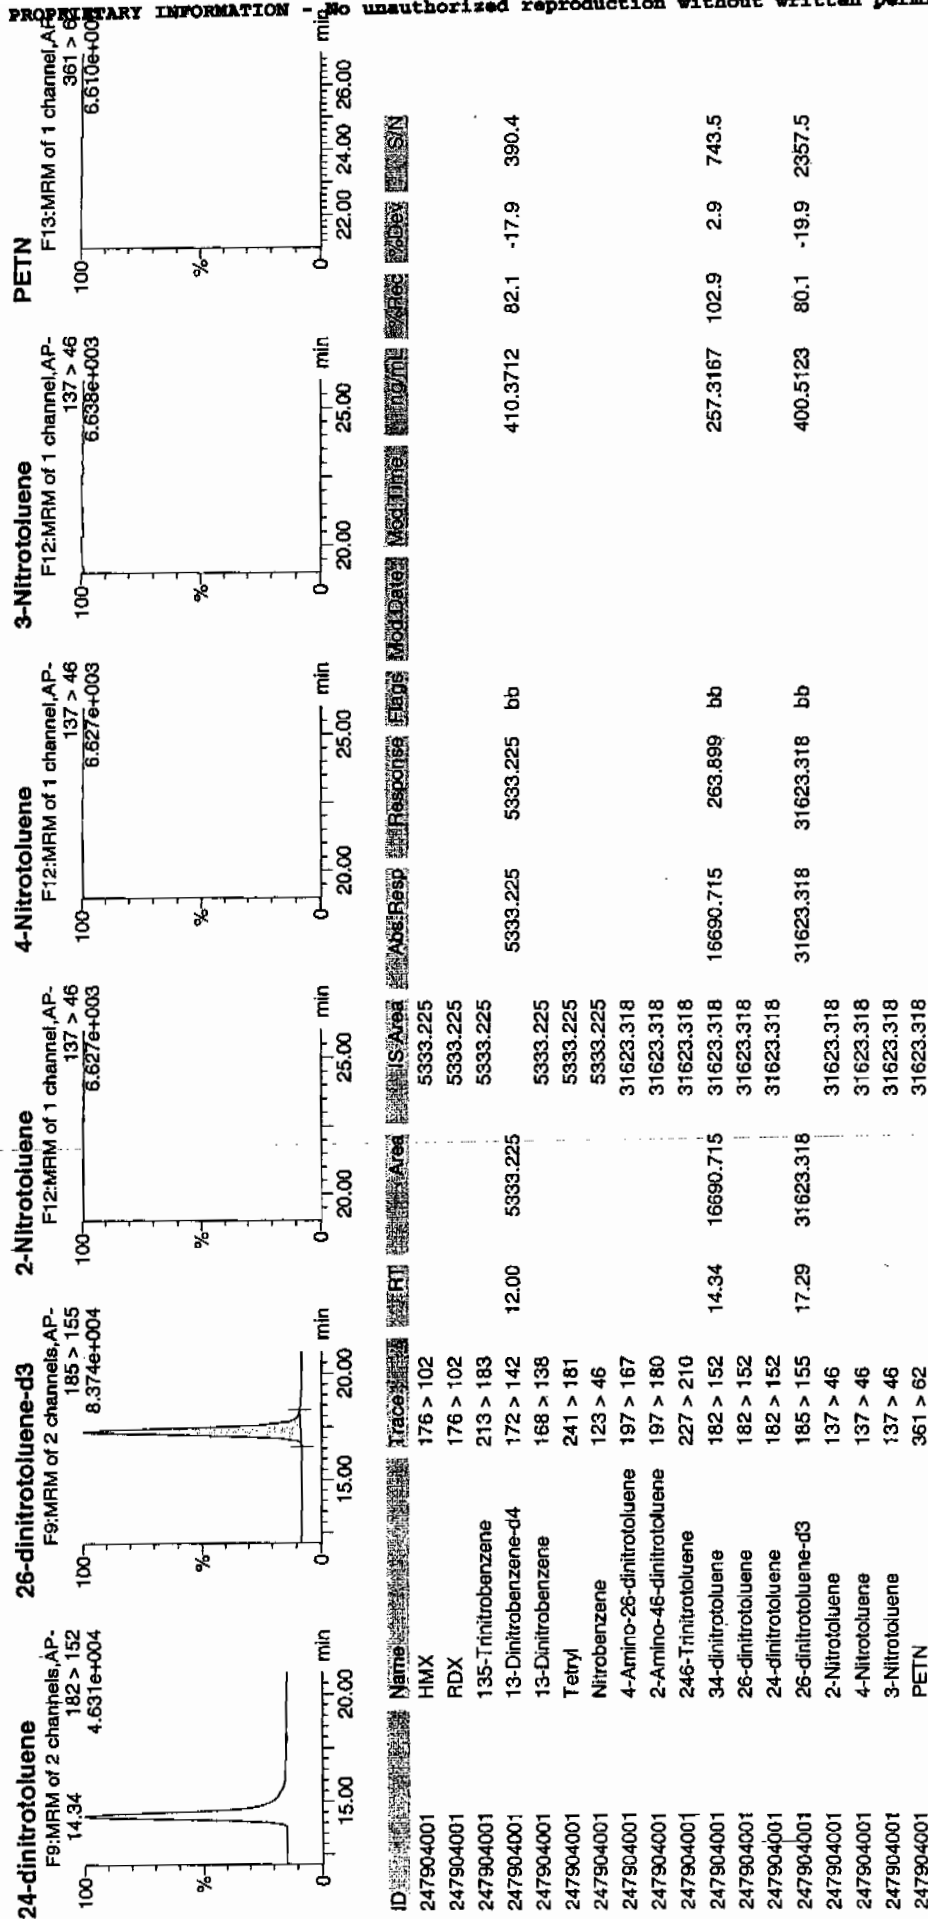 PROPRIETARY INFORMATION - No unauthorized reproduction without written
24-dinitrotoluene
F9:MRM of 2 channels,AP-
182 > 152
4.631e+004
14.34
100
%
0
15.00 20.00 min
26-dinitrotoluene-d3
F9:MRM of 2 channels,AP-
185 > 155
8.374e+004
100
%
0
15.00 20.00 min
2-Nitrotoluene
F12:MRM of 1 channel,AP-
137 > 46
6.627e+003
100
%
0
20.00 25.00 min
4-Nitrotoluene
F12:MRM of 1 channel,AP-
137 > 46
6.627e+003
100
%
0
20.00 25.00 min
3-Nitrotoluene
F12:MRM of 1 channel,AP-
137 > 46
6.638e+003
100
%
0
20.00 25.00 min
PETN
F13:MRM of 1 channel,AP-
361 >
100
%
0
22.00 24.00 26.00 min
ID Name Trace RT Area IS Area Abs.Resp Response Flags Mod.Date Mod.Time ng/mL %Rec %Dev S/N
247904001 HMX 176 > 102 5333.225
247904001 RDX 176 > 102 5333.225
247904001 135-Trinitrobenzene 213 > 183 5333.225
247904001 13-Dinitrobenzene-d4 172 > 142 12.00 5333.225 5333.225 5333.225 bb 410.3712 82.1 -17.9 390.4
247904001 13-Dinitrobenzene 168 > 138 5333.225
247904001 Tetryl 241 > 181 5333.225
247904001 Nitrobenzene 123 > 46 5333.225
247904001 4-Amino-26-dinitrotoluene 197 > 167 31623.318
247904001 2-Amino-46-dinitrotoluene 197 > 180 31623.318
247904001 246-Trinitrotoluene 227 > 210 31623.318
247904001 34-dinitrotoluene 182 > 152 14.34 16690.715 31623.318 16690.715 263.899 bb 257.3167 102.9 2.9 743.5
247904001 26-dinitrotoluene 182 > 152 31623.318
247904001 24-dinitrotoluene 182 > 152 31623.318
247904001 26-dinitrotoluene-d3 185 > 155 17.29 31623.318 31623.318 31623.318 bb 400.5123 80.1 -19.9 2357.5
247904001 2-Nitrotoluene 137 > 46 31623.318
247904001 4-Nitrotoluene 137 > 46 31623.318
247904001 3-Nitrotoluene 137 > 46 31623.318
247904001 PETN 361 > 62 31623.318